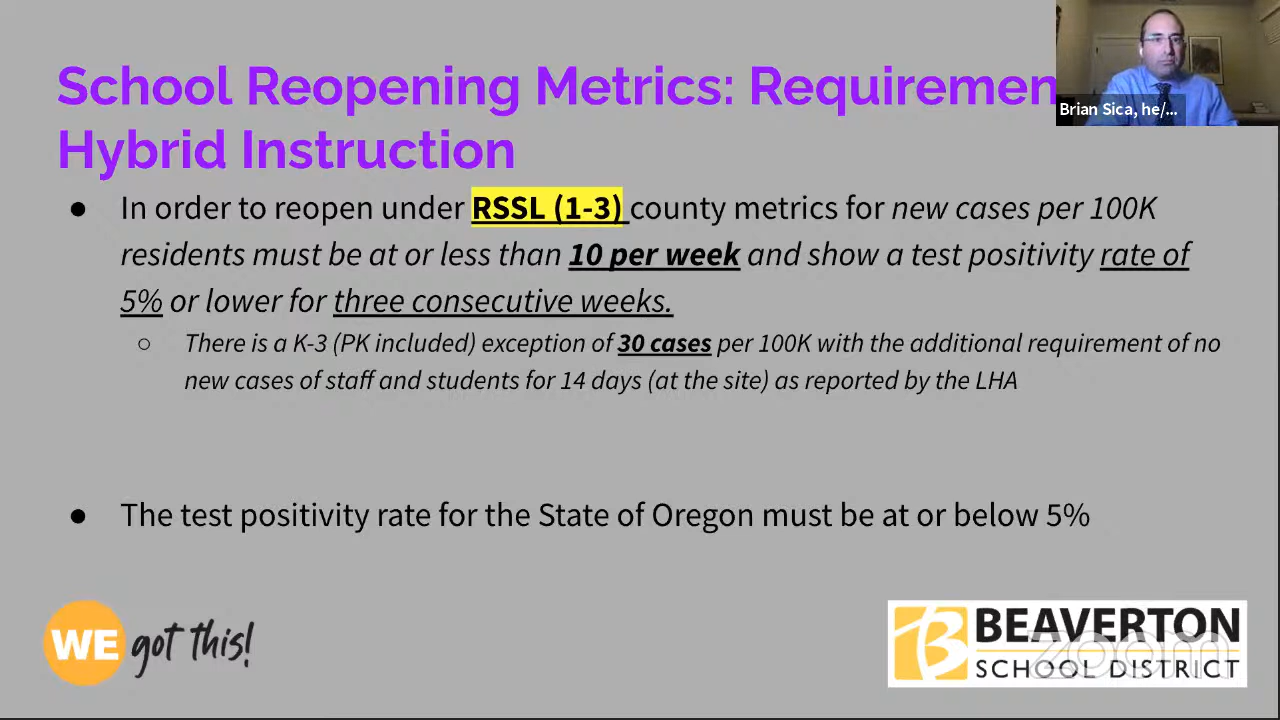 School Reopening Metrics: Requiremen
Hybrid Instruction
Brian Sica, he/...
● In order to reopen under RSSL (1-3) county metrics for new cases per 100K
residents must be at or less than 10 per week and show a test positivity rate of
5% or lower for three consecutive weeks.
○ There is a K-3 (PK included) exception of 30 cases per 100K with the additional requirement of no
new cases of staff and students for 14 days (at the site) as reported by the LHA
● The test positivity rate for the State of Oregon must be at or below 5%
WE got this!
B BEAVERTON
SCHOOL DISTRICT
zoom